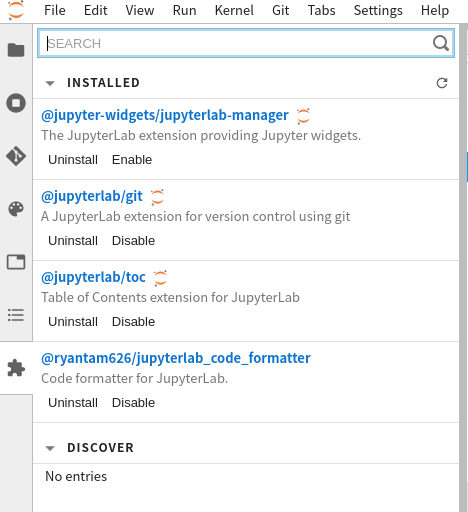 File Edit View Run Kernel Git Tabs Settings Help
SEARCH
INSTALLED
@jupyter-widgets/jupyterlab-manager
The JupyterLab extension providing Jupyter widgets.
Uninstall Enable
@jupyterlab/git
A JupyterLab extension for version control using git
Uninstall Disable
@jupyterlab/toc
Table of Contents extension for JupyterLab
Uninstall Disable
@ryantam626/jupyterlab_code_formatter
Code formatter for JupyterLab.
Uninstall Disable
DISCOVER
No entries